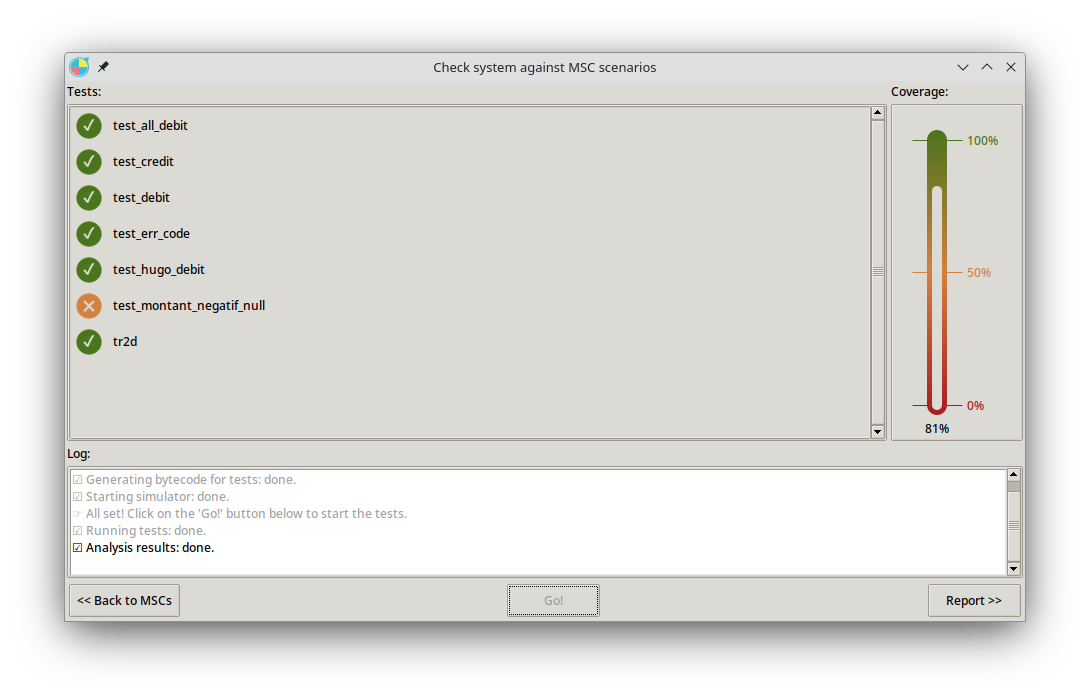 Check system against MSC scenarios
Tests:
Coverage:
test_all_debit
test_credit
test_debit
test_err_code
test_hugo_debit
test_montant_negatif_null
tr2d
100%
50%
0%
81%
Log:
☑ Generating bytecode for tests: done.
☑ Starting simulator: done.
☞ All set! Click on the 'Go!' button below to start the tests.
☑ Running tests: done.
☑ Analysis results: done.
<< Back to MSCs
Go!
Report >>